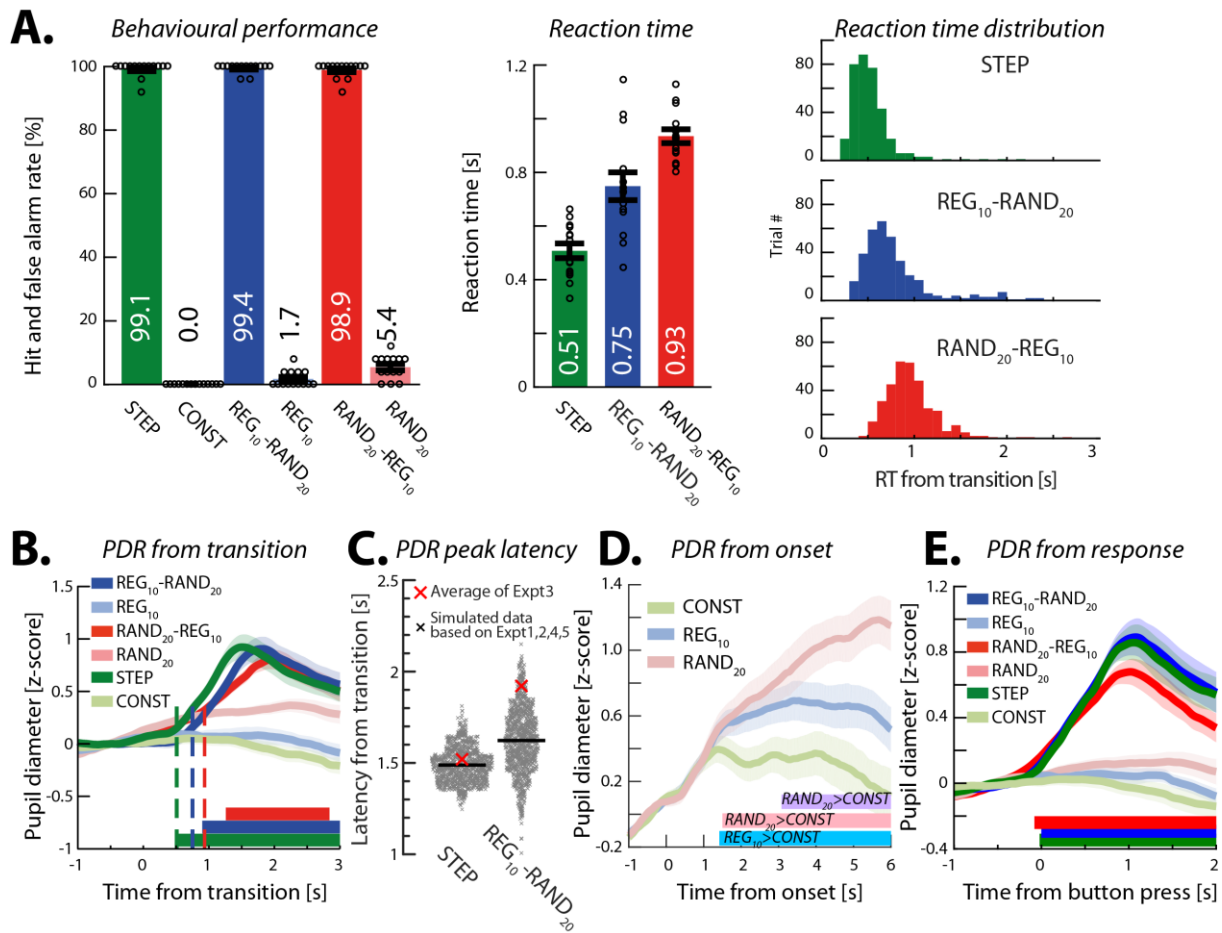 A.
Behavioural performance
Hit and false alarm rate [%]
100
80
60
40
20
0
99.1
0.0
99.4
1.7
98.9
5.4
STEP
CONST
REG10-RAND20
REG10
RAND20-REG10
RAND20
Reaction time
Reaction time [s]
1.2
0.8
0.4
0
0.51
0.75
0.93
STEP
REG10-RAND20
RAND20-REG10
Reaction time distribution
STEP
80
40
0
REG10-RAND20
Trial #
80
40
0
RAND20-REG10
80
40
0
0 1 2 3
RT from transition [s]
B.
PDR from transition
Pupil diameter [z-score]
1.5
1
0.5
0
-0.5
-1
REG10-RAND20
REG10
RAND20-REG10
RAND20
STEP
CONST
-1 0 1 2 3
Time from transition [s]
C.
PDR peak latency
Latency from transition [s]
2.5
2.0
1.5
1
Average of Expt3
Simulated data
based on Expt1,2,4,5
STEP
REG10-RAND20
D.
PDR from onset
Pupil diameter [z-score]
1.4
1.0
0.6
0.2
-0.2
CONST
REG10
RAND20
RAND20>CONST
RAND20>CONST
REG10>CONST
-1 0 1 2 3 4 5 6
Time from onset [s]
E.
PDR from response
Pupil diameter [z-score]
1.2
0.8
0.4
0
-0.4
REG10-RAND20
REG10
RAND20-REG10
RAND20
STEP
CONST
-1 0 1 2
Time from button press [s]